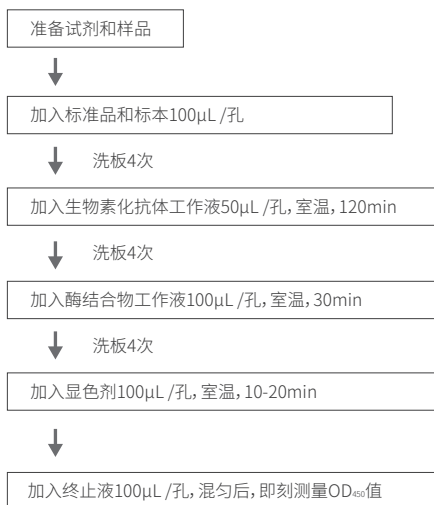 准备试剂和样品
加入标准品和标本100μL /孔
洗板4次
加入生物素化抗体工作液50μL /孔,室温,120min
洗板4次
加入酶结合物工作液100μL /孔,室温,30min
洗板4次
加入显色剂100μL /孔,室温,10-20min
加入终止液100μL /孔,混匀后,即刻测量OD₄₅₀值